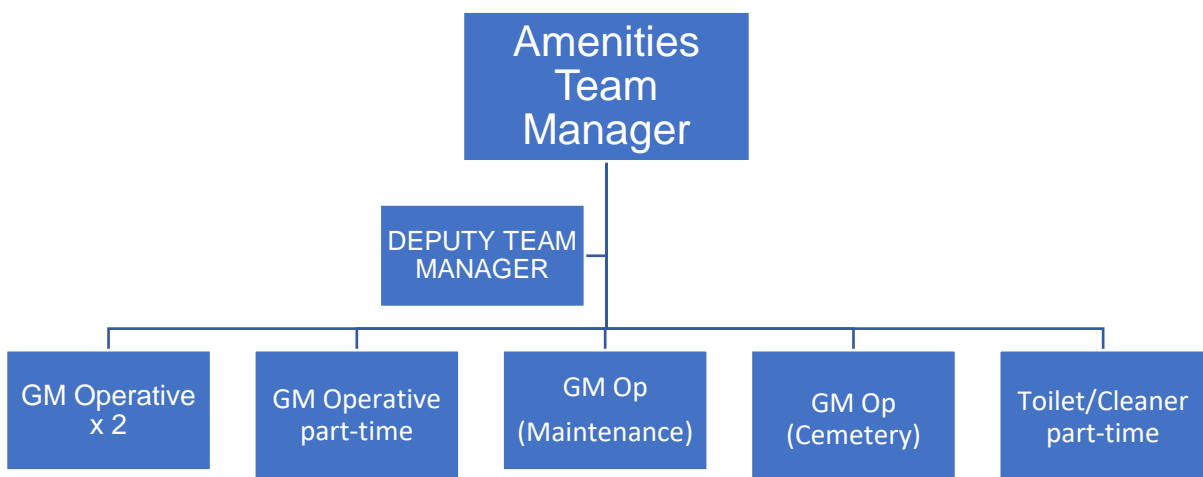 Amenities
Team
Manager
DEPUTY TEAM
MANAGER
GM Operative
x 2
GM Operative
part-time
GM Op
(Maintenance)
GM Op
(Cemetery)
Toilet/Cleaner
part-time